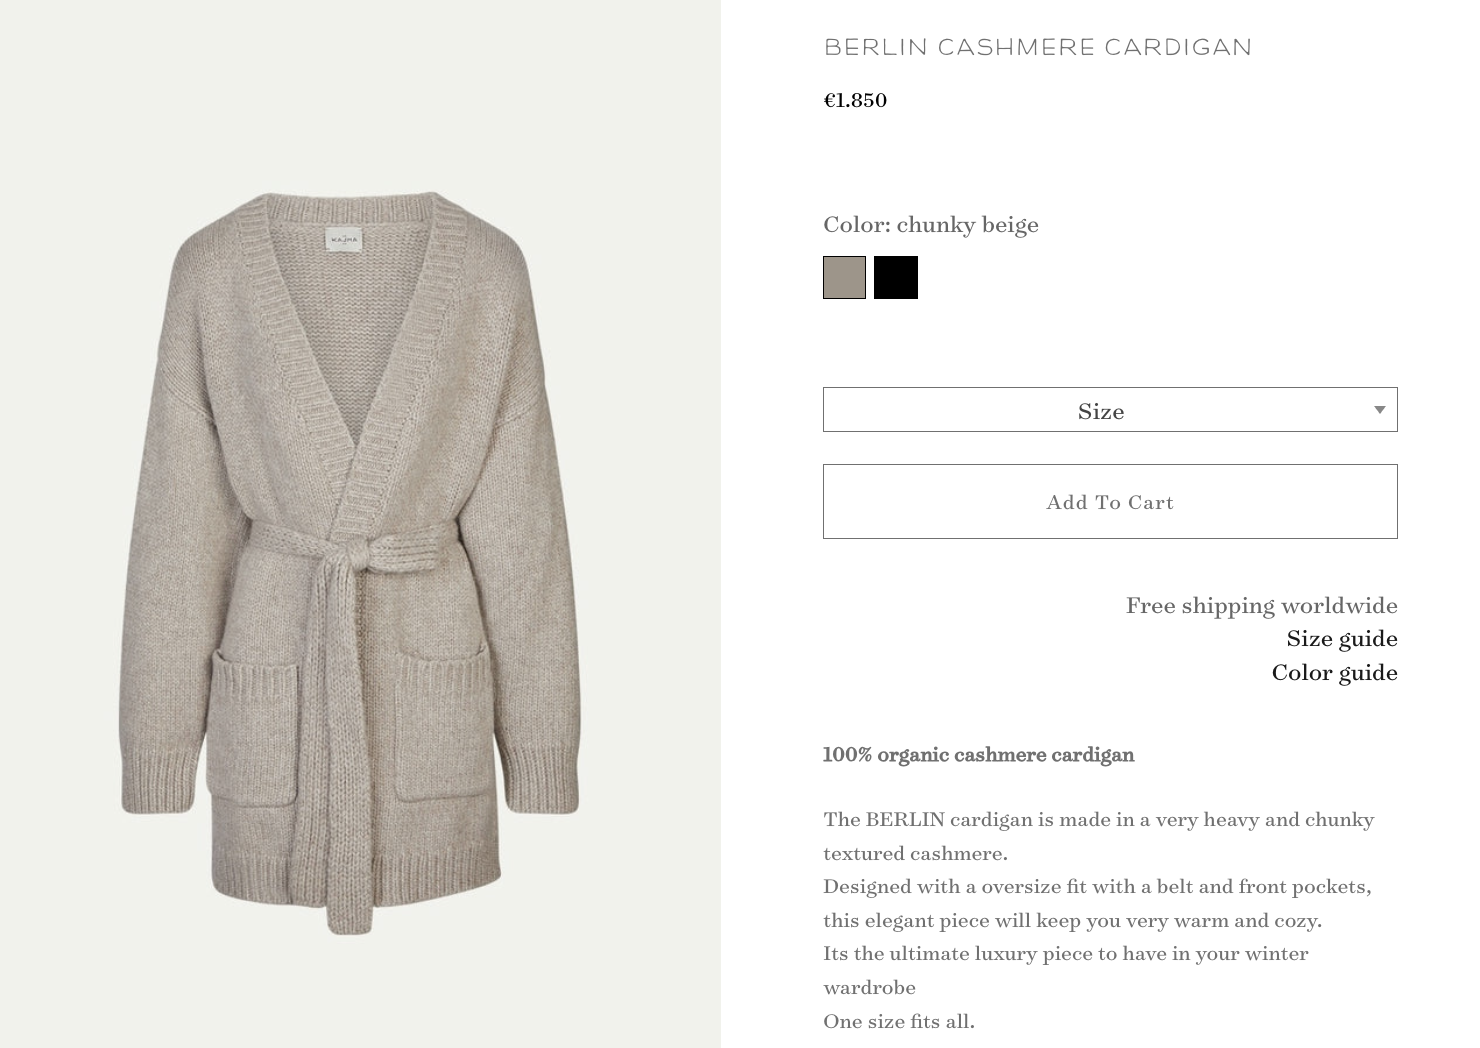 KAJMA
BERLIN CASHMERE CARDIGAN
€1.850
Color: chunky beige
Size
Add To Cart
Free shipping worldwide
Size guide
Color guide
100% organic cashmere cardigan
The BERLIN cardigan is made in a very heavy and chunky
textured cashmere.
Designed with a oversize fit with a belt and front pockets,
this elegant piece will keep you very warm and cozy.
Its the ultimate luxury piece to have in your winter
wardrobe
One size fits all.